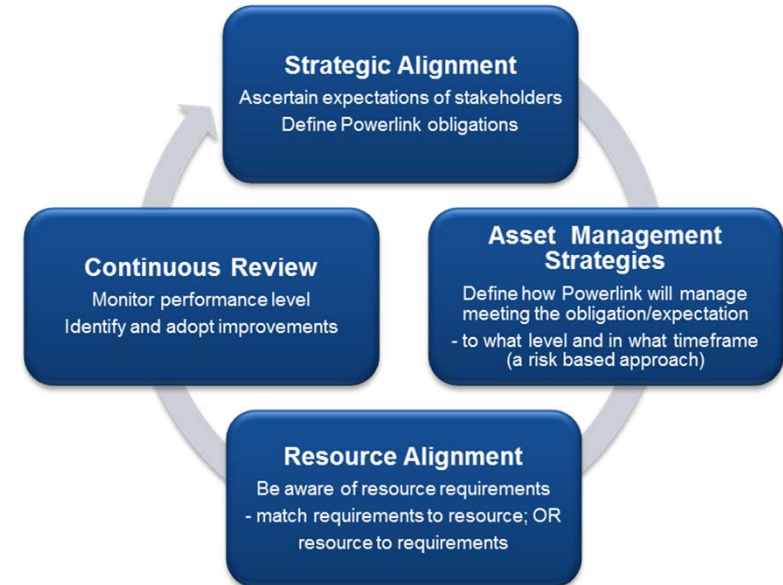 Strategic Alignment
Ascertain expectations of stakeholders
Define Powerlink obligations
Asset Management
Strategies
Define how Powerlink will manage
meeting the obligation/expectation
- to what level and in what timeframe
(a risk based approach)
Resource Alignment
Be aware of resource requirements
- match requirements to resource; OR
resource to requirements
Continuous Review
Monitor performance level
Identify and adopt improvements